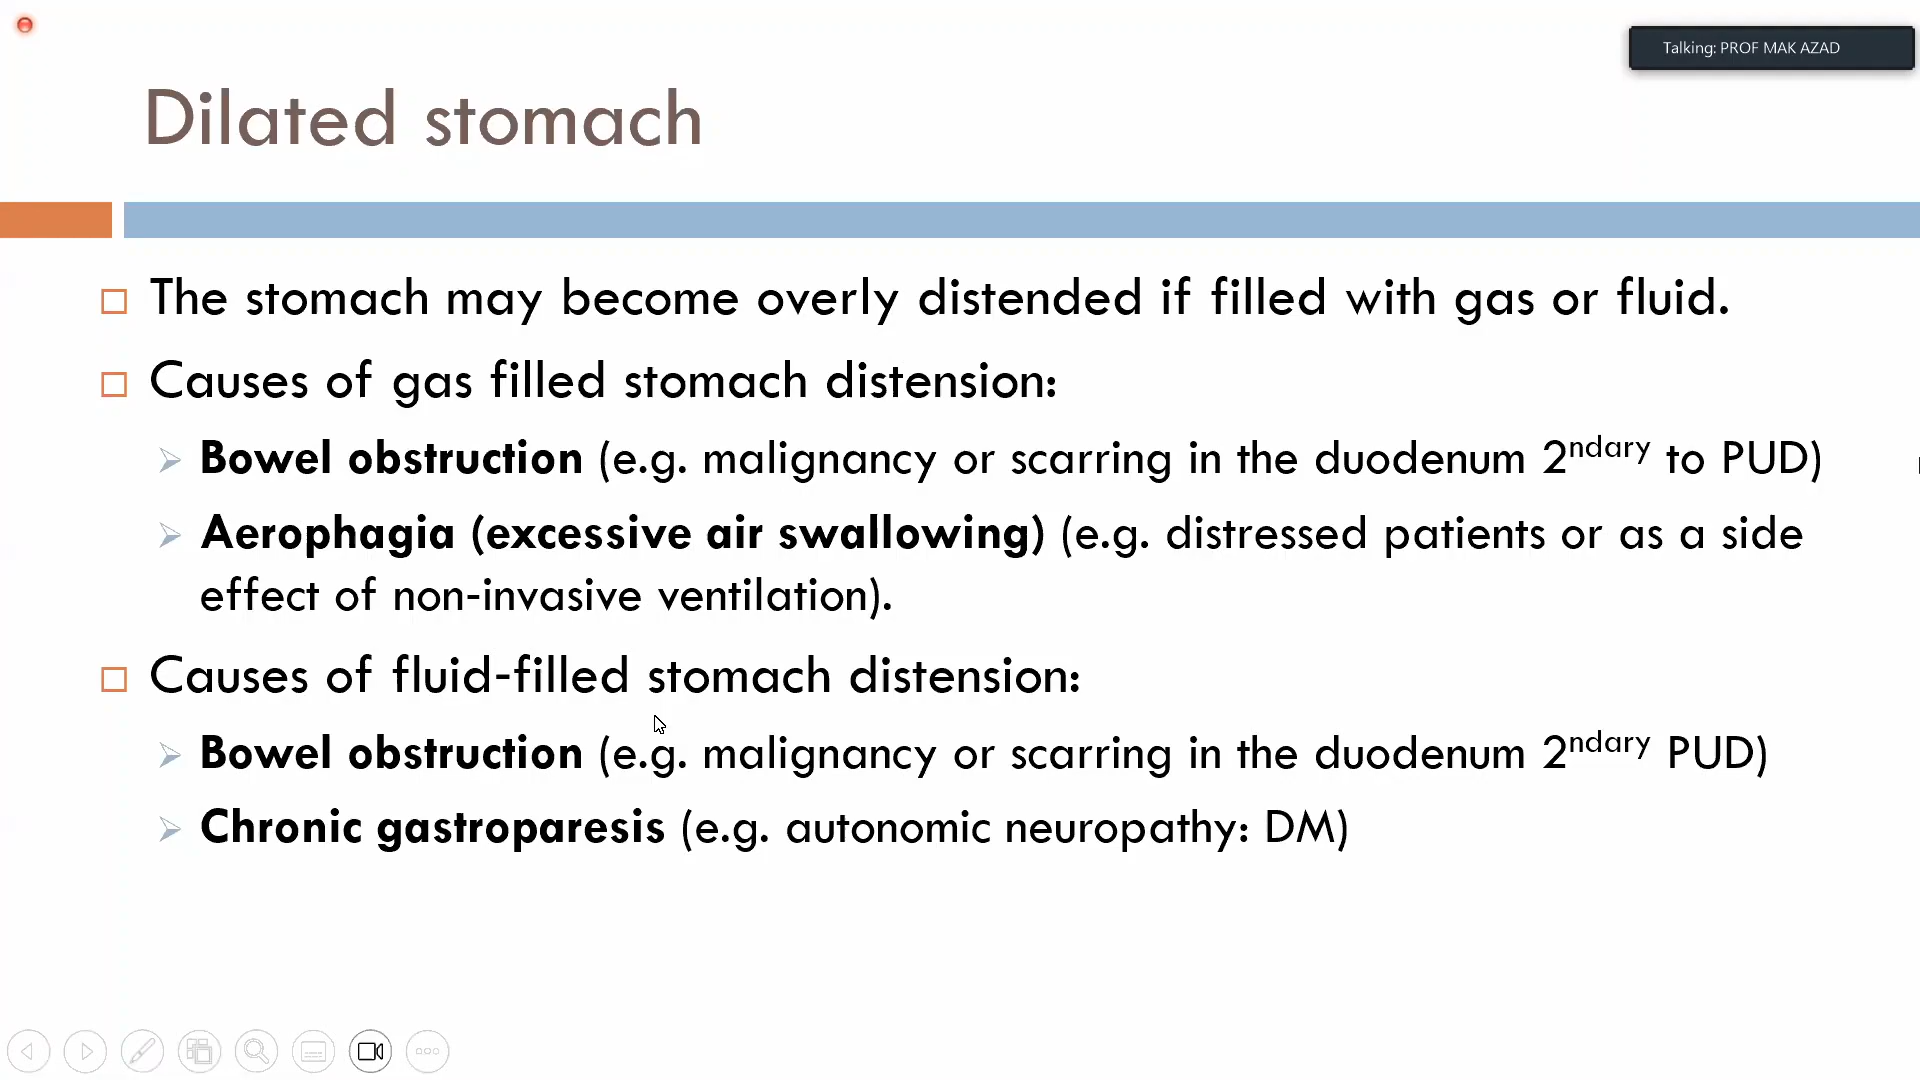 Talking: PROF MAK AZAD
Dilated stomach
The stomach may become overly distended if filled with gas or fluid.
Causes of gas filled stomach distension:
Bowel obstruction (e.g. malignancy or scarring in the duodenum 2ndary to PUD)
Aerophagia (excessive air swallowing) (e.g. distressed patients or as a side
effect of non-invasive ventilation).
Causes of fluid-filled stomach distension:
Bowel obstruction (e.g. malignancy or scarring in the duodenum 2ndary PUD)
Chronic gastroparesis (e.g. autonomic neuropathy: DM)